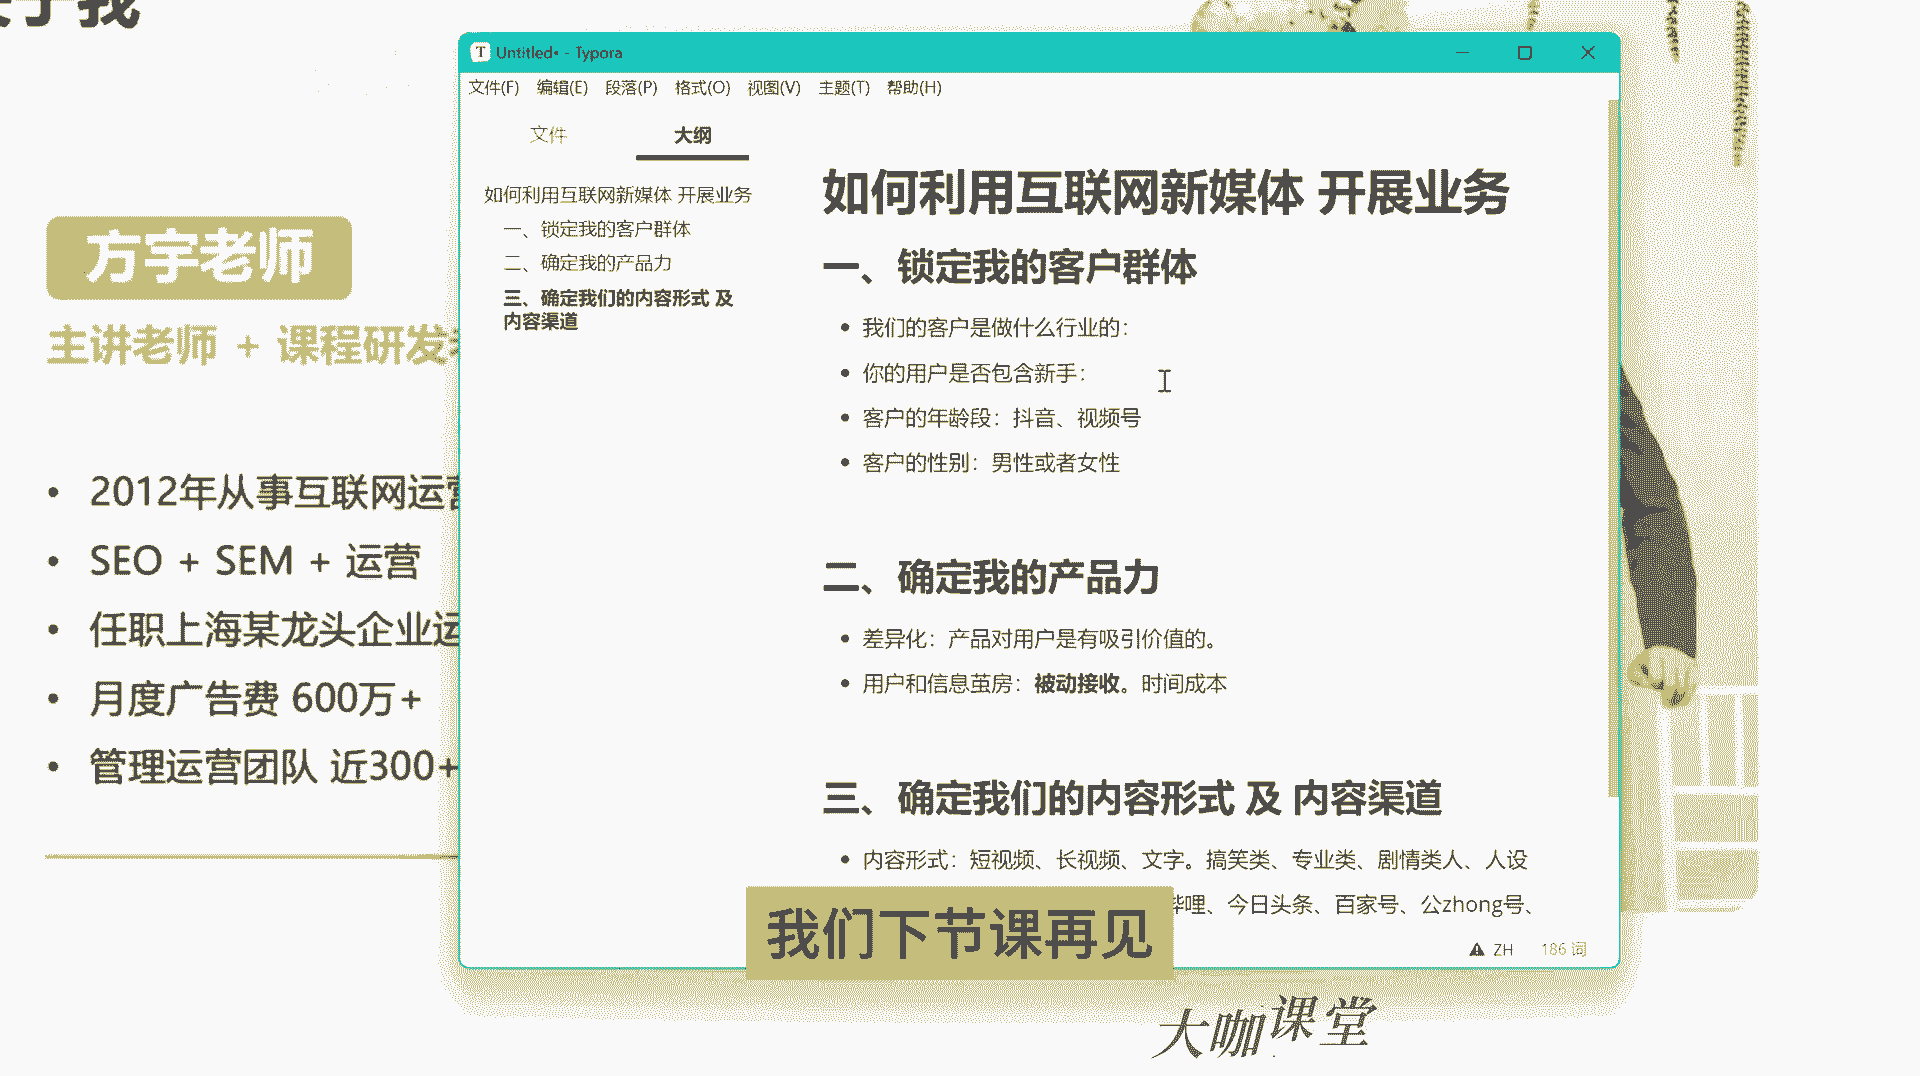 于我
方宇老师
主讲老师 + 课程研发
• 2012年从事互联网运营
• SEO + SEM + 运营
• 任职上海某龙头企业运
• 月度广告费 600万+
• 管理运营团队 近300+
Untitled• - Typora
文件(F) 编辑(E) 段落(P) 格式(O) 视图(V) 主题(T) 帮助(H)
文件 大纲
如何利用互联网新媒体 开展业务
一、锁定我的客户群体
二、确定我的产品力
三、确定我们的内容形式 及
内容渠道
如何利用互联网新媒体 开展业务
一、锁定我的客户群体
• 我们的客户是做什么行业的：
• 你的用户是否包含新手：
• 客户的年龄段：抖音、视频号
• 客户的性别：男性或者女性
二、确定我的产品力
• 差异化：产品对用户是有吸引价值的。
• 用户和信息茧房：被动接收。时间成本
三、确定我们的内容形式 及 内容渠道
• 内容形式：短视频、长视频、文字。搞笑类、专业类、剧情类人、人设
哩、今日头条、百家号、公zhong号、
ZH 186 词
我们下节课再见
大咖课堂